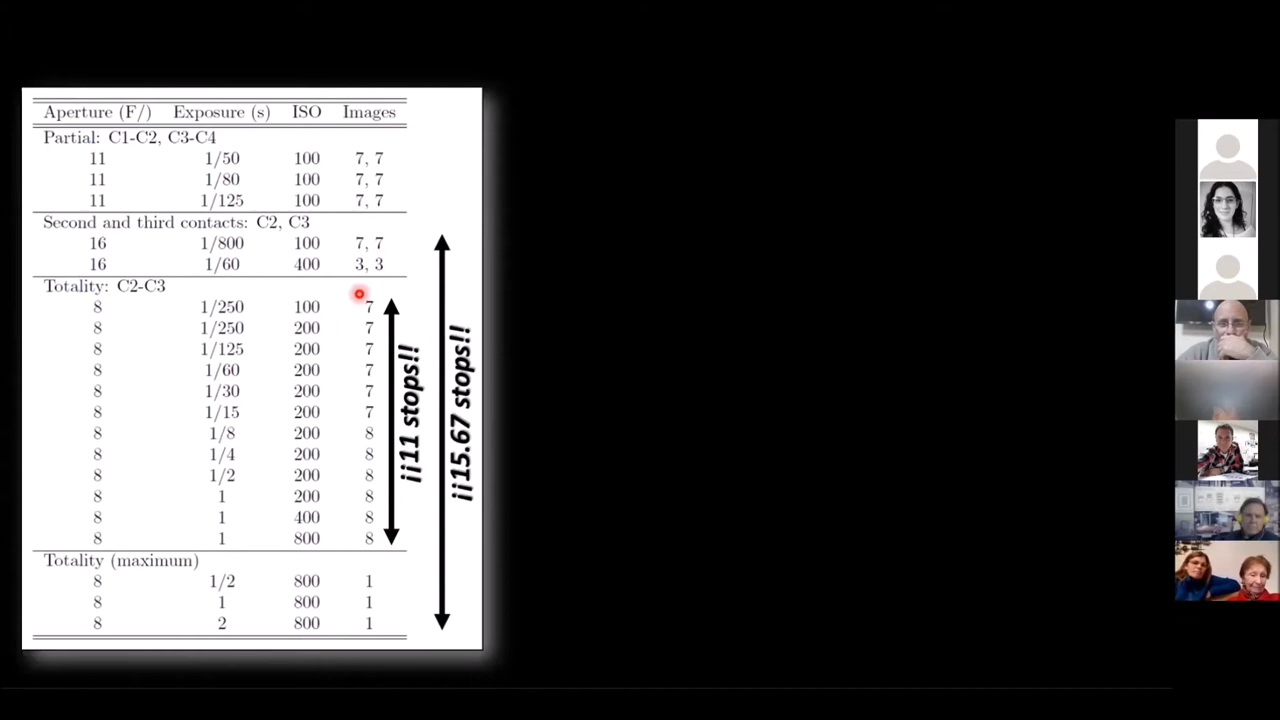 Aperture (F/) Exposure (s) ISO Images
Partial: C1-C2, C3-C4
11 1/50 100 7, 7
11 1/80 100 7, 7
11 1/125 100 7, 7
Second and third contacts: C2, C3
16 1/800 100 7, 7
16 1/60 400 3, 3
Totality: C2-C3
8 1/250 100 7
8 1/250 200 7
8 1/125 200 7
8 1/60 200 7
8 1/30 200 7
8 1/15 200 7
8 1/8 200 8
8 1/4 200 8
8 1/2 200 8
8 1 200 8
8 1 400 8
8 1 800 8
Totality (maximum)
8 1/2 800 1
8 1 800 1
8 2 800 1
¡¡11 stops!!
¡¡15.67 stops!!